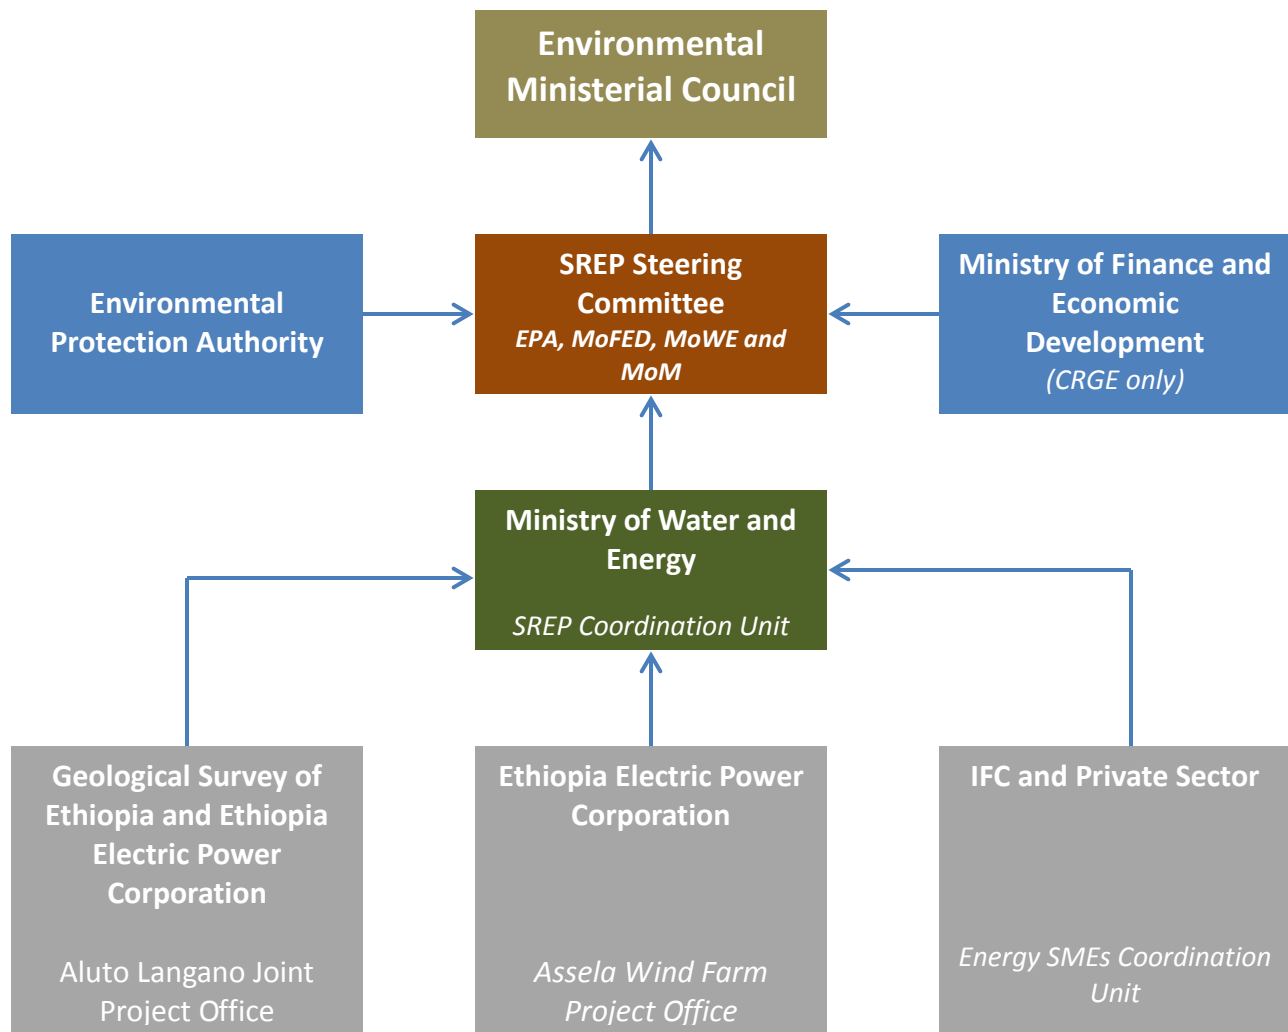 Environmental
Ministerial Council
Environmental
Protection Authority
SREP Steering
Committee
EPA, MoFED, MoWE and
MoM
Ministry of Finance and
Economic
Development
(CRGE only)
Ministry of Water and
Energy
SREP Coordination Unit
Geological Survey of
Ethiopia and Ethiopia
Electric Power
Corporation
Aluto Langano Joint
Project Office
Ethiopia Electric Power
Corporation
Assela Wind Farm
Project Office
IFC and Private Sector
Energy SMEs Coordination
Unit